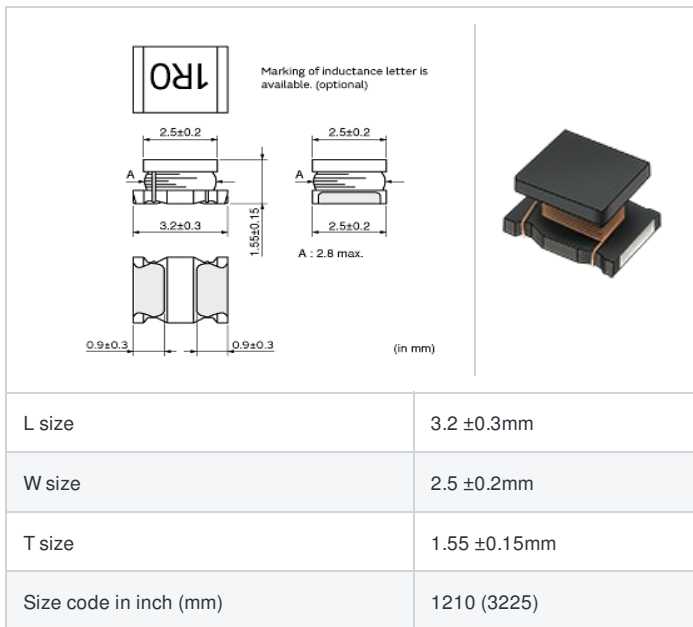 1R0
Marking of inductance letter is
available. (optional)
2.5±0.2
2.5±0.2
A
A
1.55±0.15
3.2±0.3
2.5±0.2
A : 2.8 max.
0.9±0.3
0.9±0.3
(in mm)
L size 3.2 ±0.3mm
W size 2.5 ±0.2mm
T size 1.55 ±0.15mm
Size code in inch (mm) 1210 (3225)